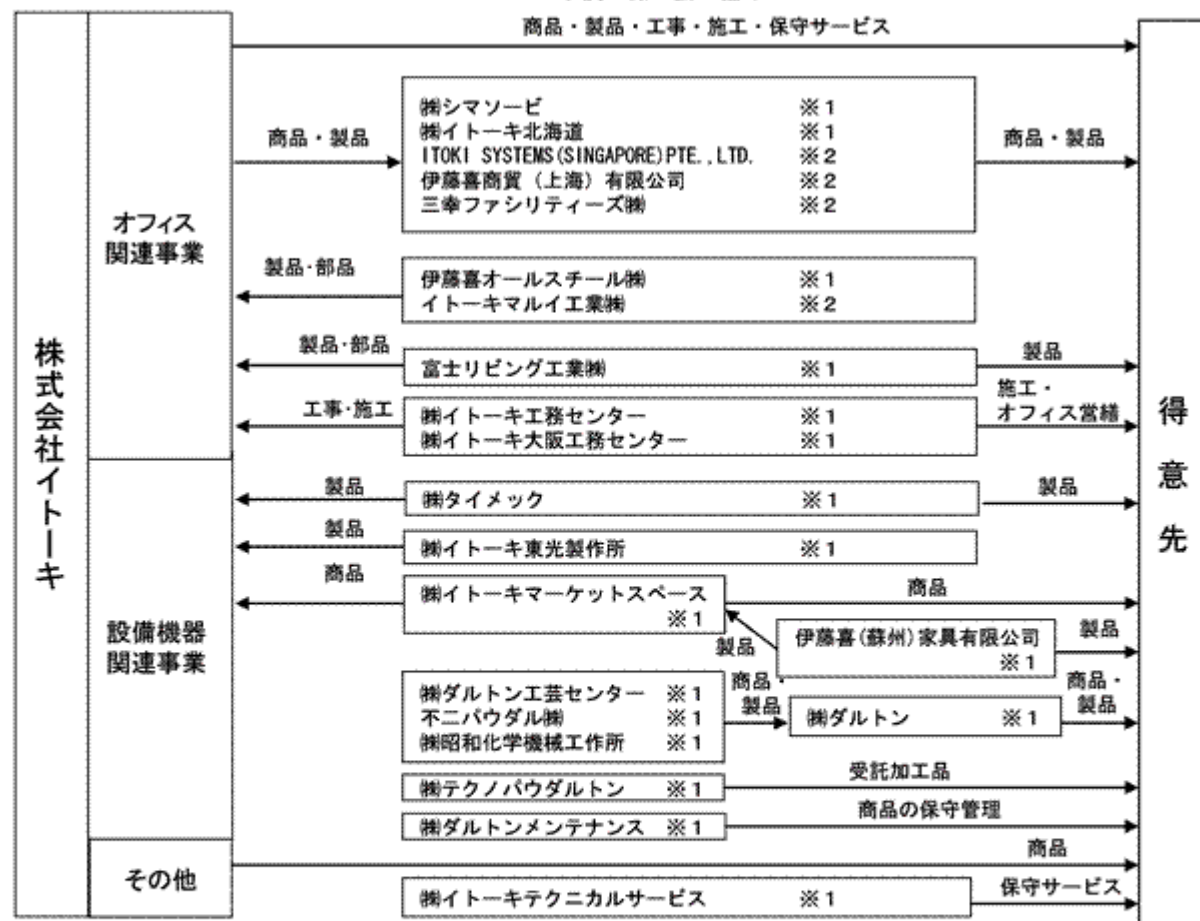 商品・製品・工事・施工・保守サービス
株式会社イトーキ
オフィス
関連事業
商品・製品
㈱シマソービ ※1
㈱イトーキ北海道 ※1
ITOKI SYSTEMS(SINGAPORE)PTE.,LTD. ※2
伊藤喜商貿（上海）有限公司 ※2
三幸ファシリティーズ㈱ ※2
商品・製品
製品・部品
伊藤喜オールスチール㈱ ※1
イトーキマルイ工業㈱ ※2
製品・部品
富士リビング工業㈱ ※1
製品
工事・施工
㈱イトーキ工務センター ※1
㈱イトーキ大阪工務センター ※1
施工・
オフィス営繕
得意先
設備機器
関連事業
製品
㈱タイメック ※1
製品
製品
㈱イトーキ東光製作所 ※1
商品
㈱イトーキマーケットスペース
※1
商品
製品
伊藤喜(蘇州)家具有限公司
※1
製品
㈱ダルトン工芸センター ※1
不二パウダル㈱ ※1
㈱昭和化学機械工作所 ※1
商品・
製品
㈱ダルトン ※1
商品・
製品
㈱テクノパウダルトン ※1
受託加工品
㈱ダルトンメンテナンス ※1
商品の保守管理
その他
商品
㈱イトーキテクニカルサービス ※1
保守サービス